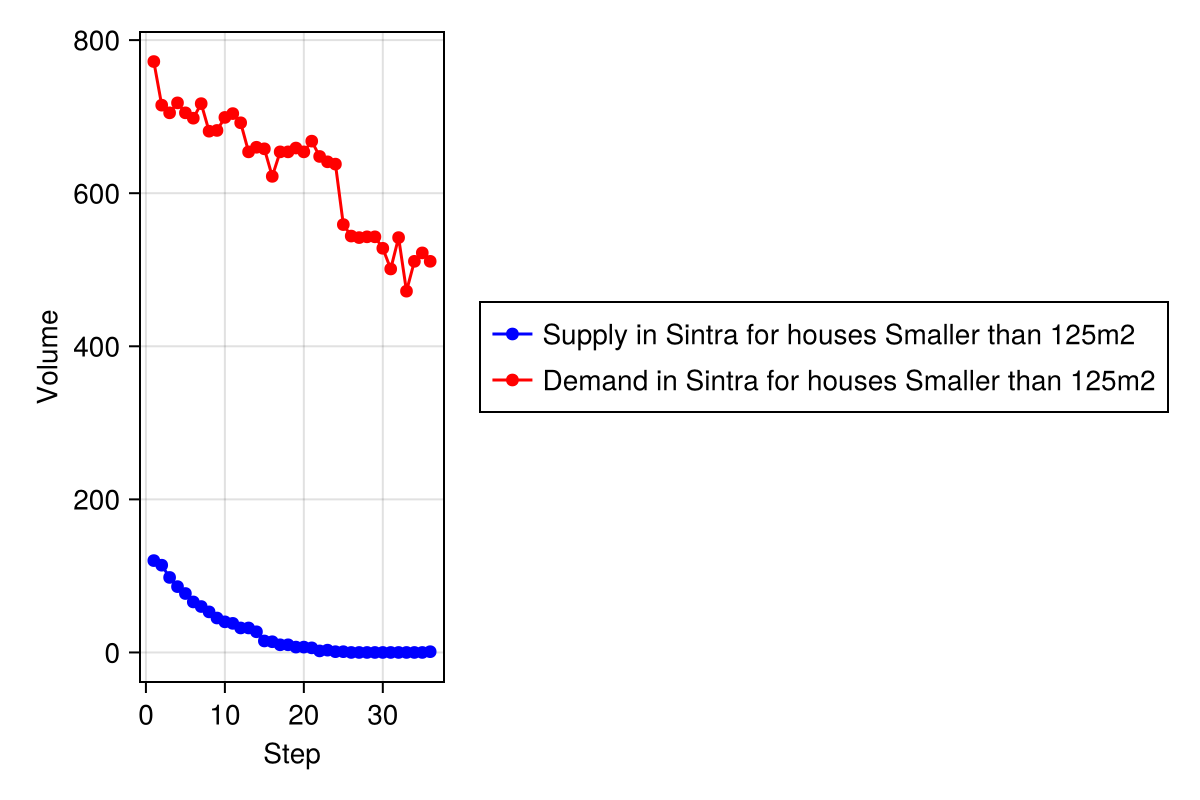 800
600
400
200
0
Volume
0 10 20 30
Step
Supply in Sintra for houses Smaller than 125m2
Demand in Sintra for houses Smaller than 125m2